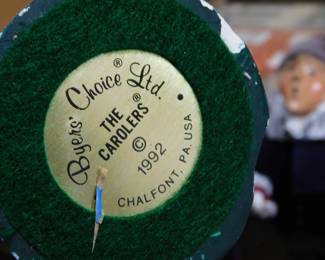 Byers' Choice® Ltd.
THE
CAROLERS®
©
1992
CHALFONT, PA. USA